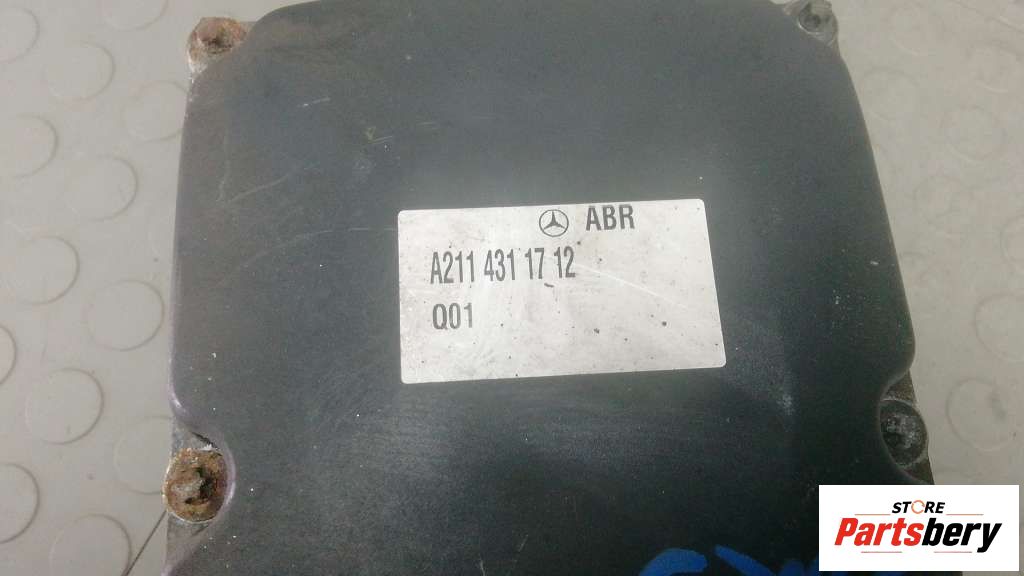 ABR
A211 431 17 12
Q01
STORE
Partsbery